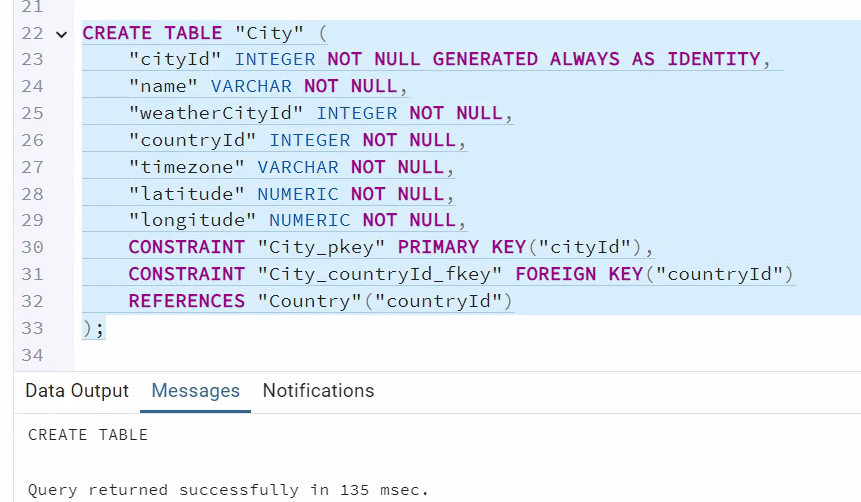 21
22 CREATE TABLE "City" (
23 "cityId" INTEGER NOT NULL GENERATED ALWAYS AS IDENTITY,
24 "name" VARCHAR NOT NULL,
25 "weatherCityId" INTEGER NOT NULL,
26 "countryId" INTEGER NOT NULL,
27 "timezone" VARCHAR NOT NULL,
28 "latitude" NUMERIC NOT NULL,
29 "longitude" NUMERIC NOT NULL,
30 CONSTRAINT "City_pkey" PRIMARY KEY("cityId"),
31 CONSTRAINT "City_countryId_fkey" FOREIGN KEY("countryId")
32 REFERENCES "Country"("countryId")
33 );
34
Data Output Messages Notifications
CREATE TABLE
Query returned successfully in 135 msec.